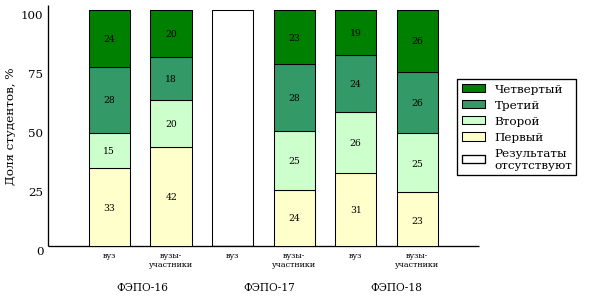 Доля студентов, %
100
75
50
25
0
24
28
15
33
20
18
20
42
23
28
25
24
19
24
26
31
26
26
25
23
вуз
вузы-
участники
вуз
вузы-
участники
вуз
вузы-
участники
ФЭПО-16
ФЭПО-17
ФЭПО-18
Четвертый
Третий
Второй
Первый
Результаты
отсутствуют